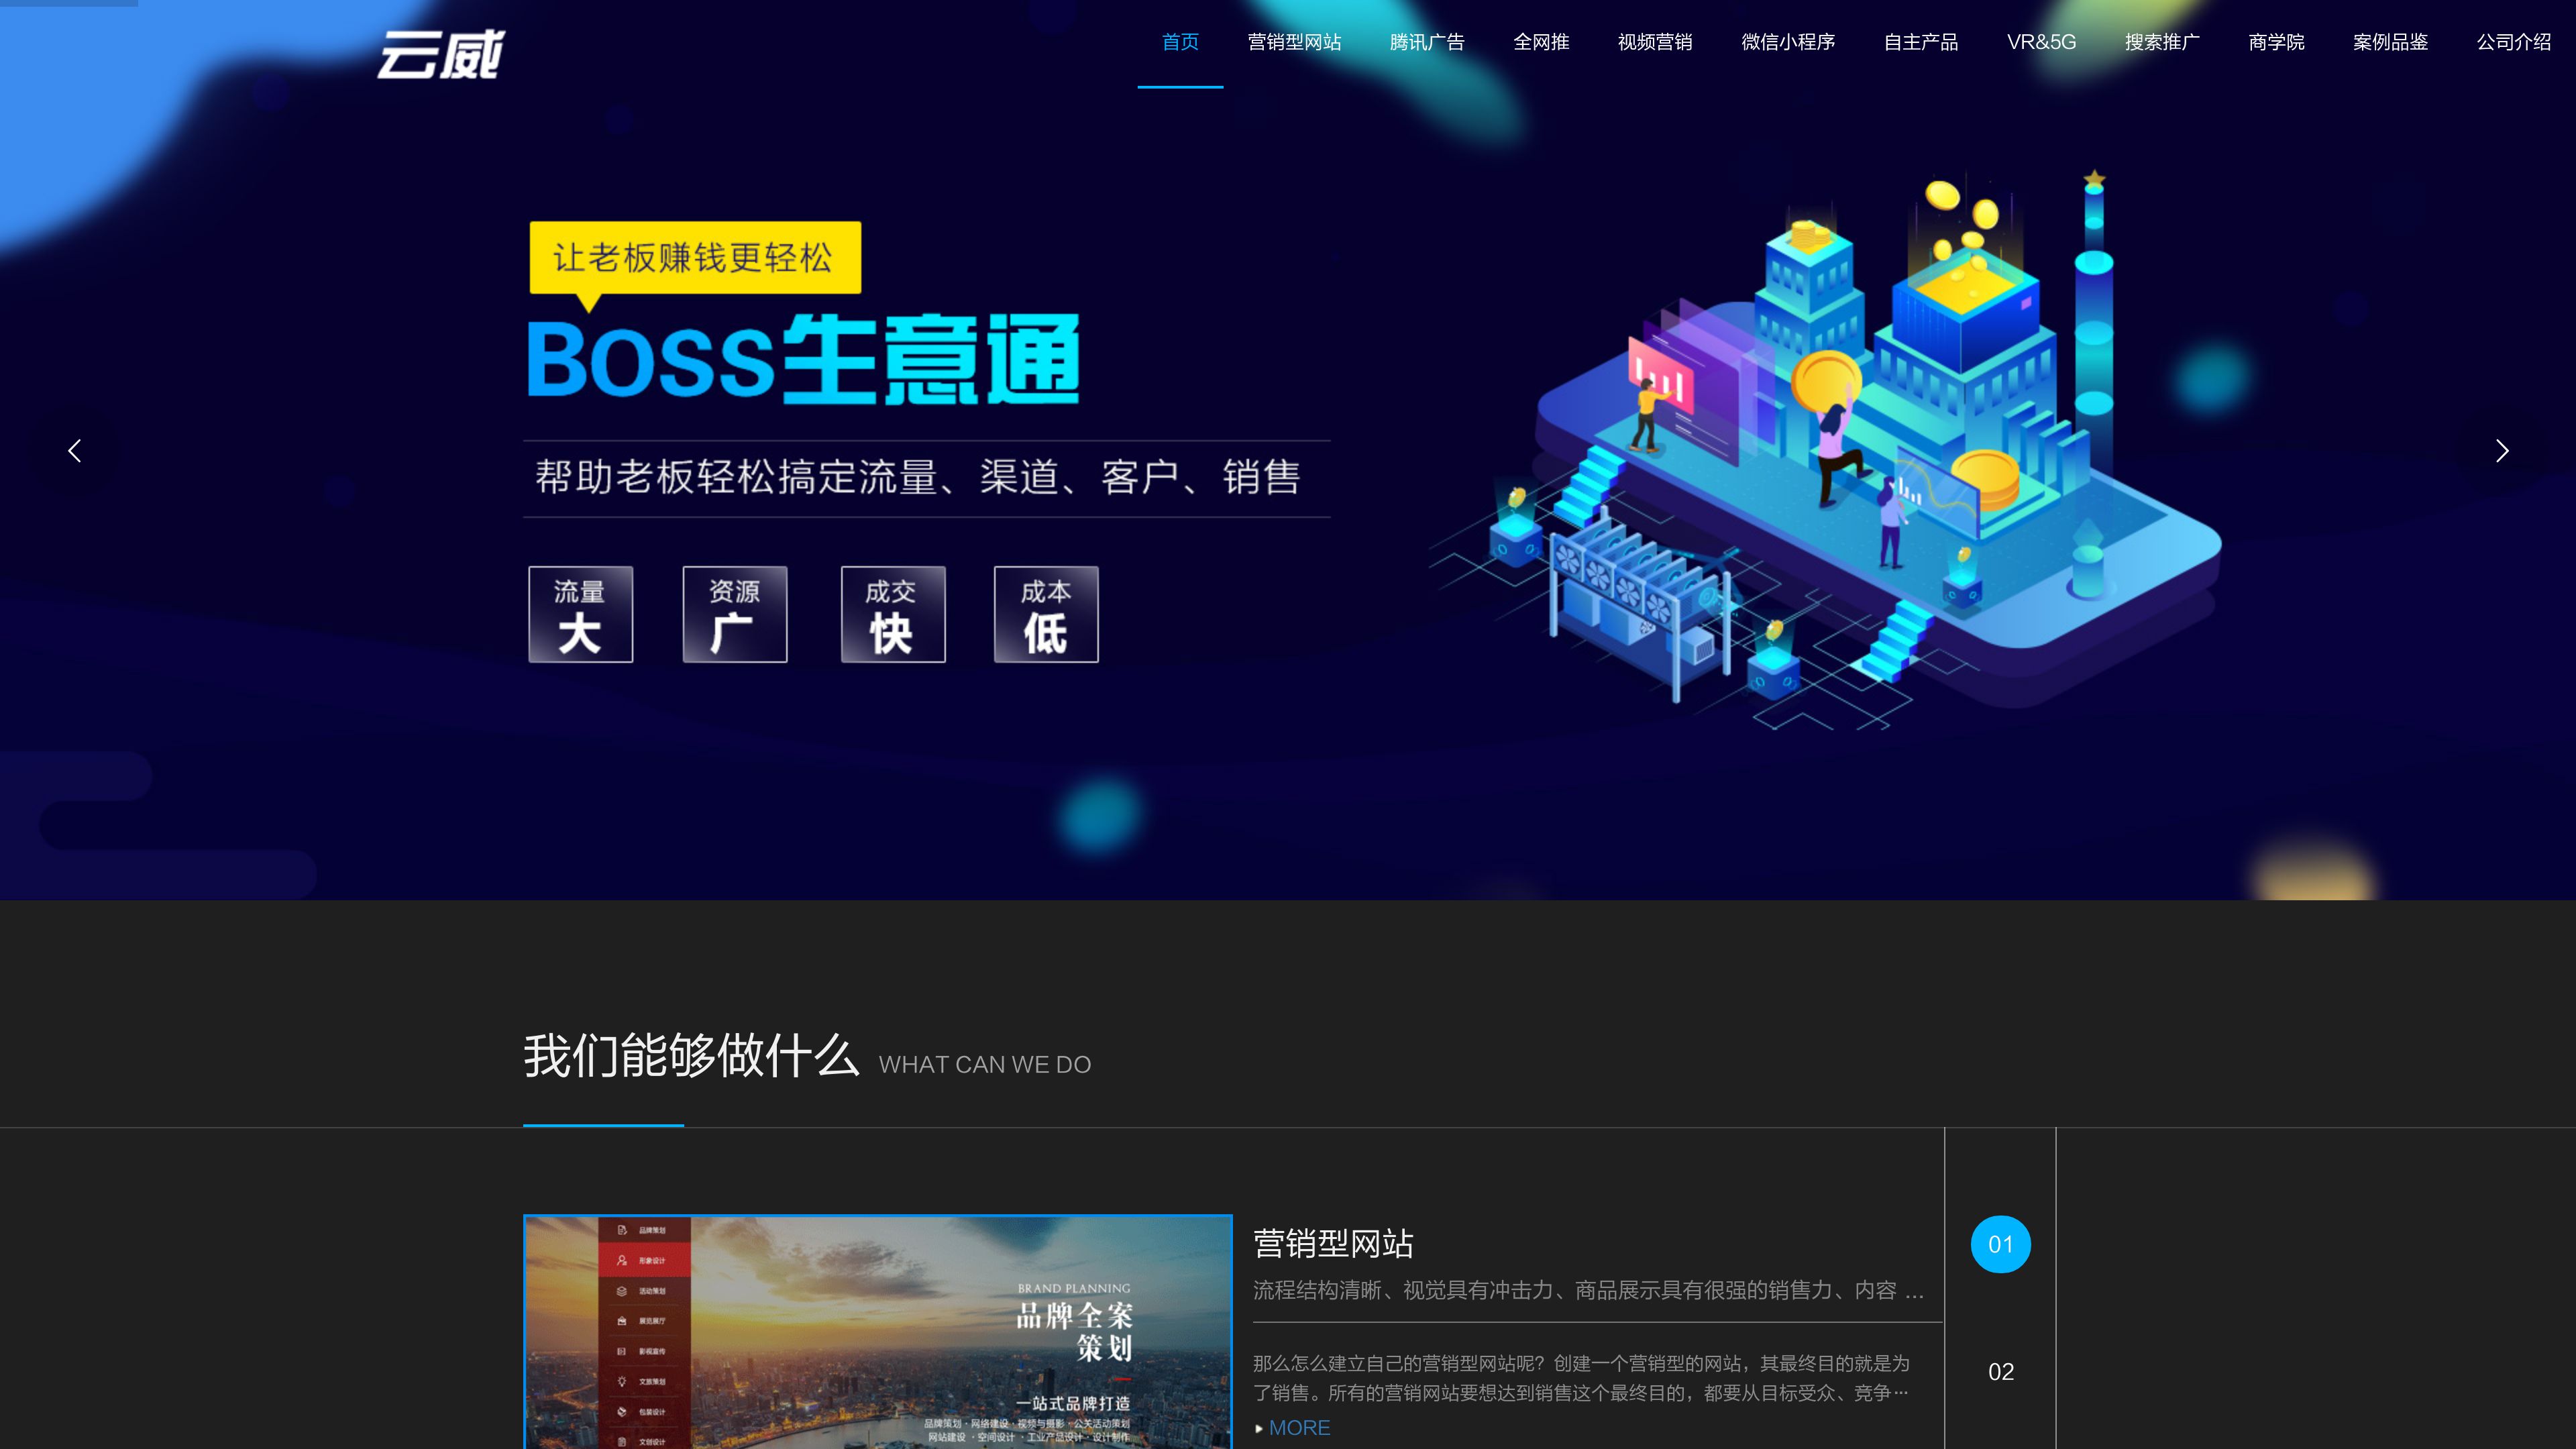 云威
首页 营销型网站 腾讯广告 全网推 视频营销 微信小程序 自主产品 VR&5G 搜索推广 商学院 案例品鉴 公司介绍
让老板赚钱更轻松
BOSS生意通
帮助老板轻松搞定流量、渠道、客户、销售
流量 资源 成交 成本
大 广 快 低
我们能够做什么 WHAT CAN WE DO
品牌策划
形象设计
活动策划
展览展厅
影视宣传
文旅策划
包装设计
文创设计
BRAND PLANNING
品牌全案
策划
一站式品牌打造
品牌策划 · 网络建设 · 视频与摄影 · 公关活动策划
网站建设 · 空间设计 · 工业产品设计 · 设计制作
营销型网站
流程结构清晰、视觉具有冲击力、商品展示具有很强的销售力、内容 ...
那么怎么建立自己的营销型网站呢？创建一个营销型的网站，其最终目的就是为
了销售。所有的营销网站要想达到销售这个最终目的，都要从目标受众、竞争…
MORE
01
02